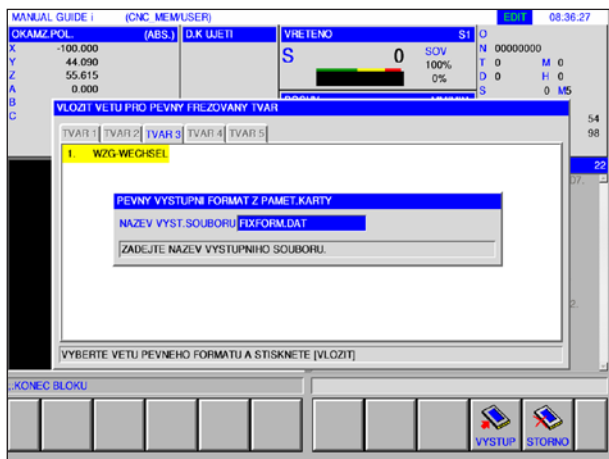 MANUAL GUIDE i (CNC_MEM/USER) EDIT 08:36:27
OKAMZ.POL. (ABS.) D.K UJETI VRETENO S1 O
X -100.000 S 0 SOV N 00000000
Y 44.090 100% T 0 M 0
Z 55.615 0% D 0 H 0
A 0.000 S 0 M5
B
C
VLOZIT VETU PRO PEVNY FREZOVANY TVAR
54
98
TVAR 1 TVAR 2 TVAR 3 TVAR 4 TVAR 5
1. WZG-WECHSEL
22
07.
PEVNY VYSTUPNI FORMAT Z PAMET.KARTY
NAZEV VYST.SOUBORU FIXFORM.DAT
ZADEJTE NAZEV VYSTUPNIHO SOUBORU.
2.
VYBERTE VETU PEVNEHO FORMATU A STISKNETE [VLOZIT]
;:KONEC BLOKU
VYSTUP STORNO